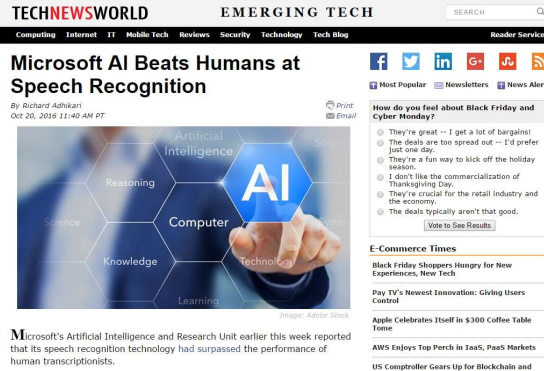 TECHNEWSWORLD
EMERGING TECH
SEARCH
Computing Internet IT Mobile Tech Reviews Security Technology Tech Blog
Reader Service
Microsoft AI Beats Humans at
Speech Recognition
By Richard Adhikari
Oct 20, 2016 11:40 AM PT
Print
Email
Artificial
Intelligence
Reasoning
AI
Science
Computer
Knowledge
Technology
Learning
Image: Adobe Stock
Microsoft's Artificial Intelligence and Research Unit earlier this week reported
that its speech recognition technology had surpassed the performance of
human transcriptionists.
f
in
G+
Most Popular Newsletters News Aler
How do you feel about Black Friday and
Cyber Monday?
They're great -- I get a lot of bargains!
The deals are too spread out -- I'd prefer
just one day.
They're a fun way to kick off the holiday
season.
I don't like the commercialization of
Thanksgiving Day.
They're crucial for the retail industry and
the economy.
The deals typically aren't that good.
Vote to See Results
E-Commerce Times
Black Friday Shoppers Hungry for New
Experiences, New Tech
Pay TV's Newest Innovation: Giving Users
Control
Apple Celebrates Itself in $300 Coffee Table
Tome
AWS Enjoys Top Perch in IaaS, PaaS Markets
US Comptroller Gears Up for Blockchain and